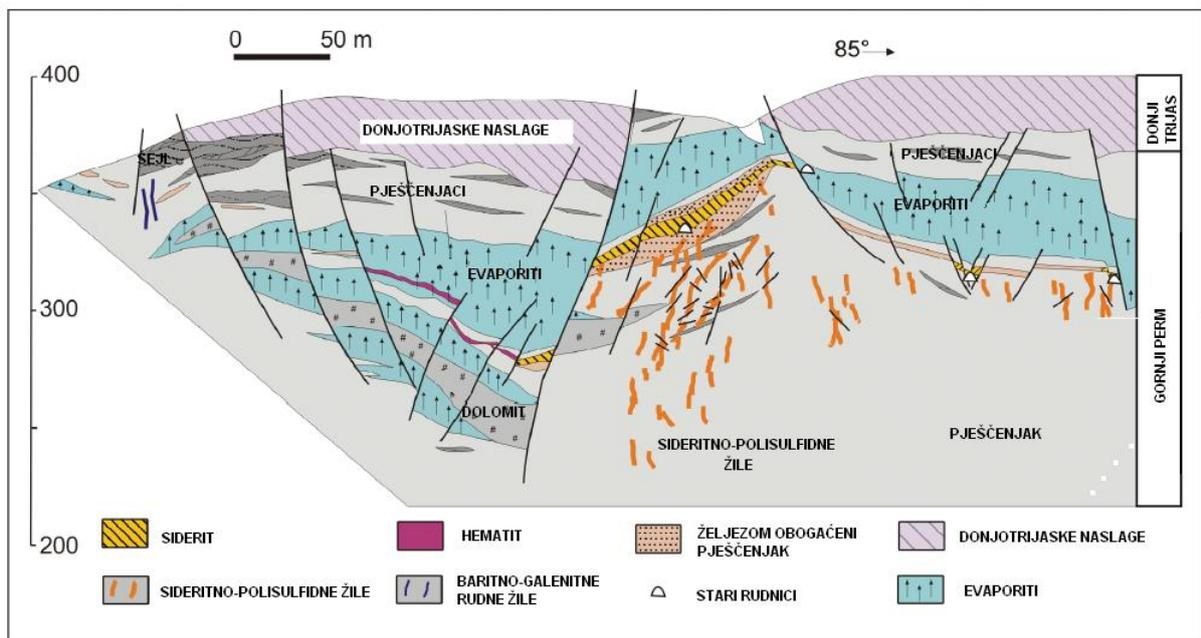 0 50 m
85°
400
DONJOTRIJASKE NASLAGE
DONJI
TRIJAS
ŠEJL
PJEŠČENJACI
PJEŠČENJACI
EVAPORITI
EVAPORITI
300
GORNJI PERM
DOLOMIT
SIDERITNO-POLISULFIDNE
ŽILE
PJEŠČENJAK
200
SIDERIT
HEMATIT
ŽELJEZOM OBOGAĆENI
PJEŠČENJAK
DONJOTRIJASKE NASLAGE
SIDERITNO-POLISULFIDNE ŽILE
BARITNO-GALENITNE
RUDNE ŽILE
STARI RUDNICI
EVAPORITI